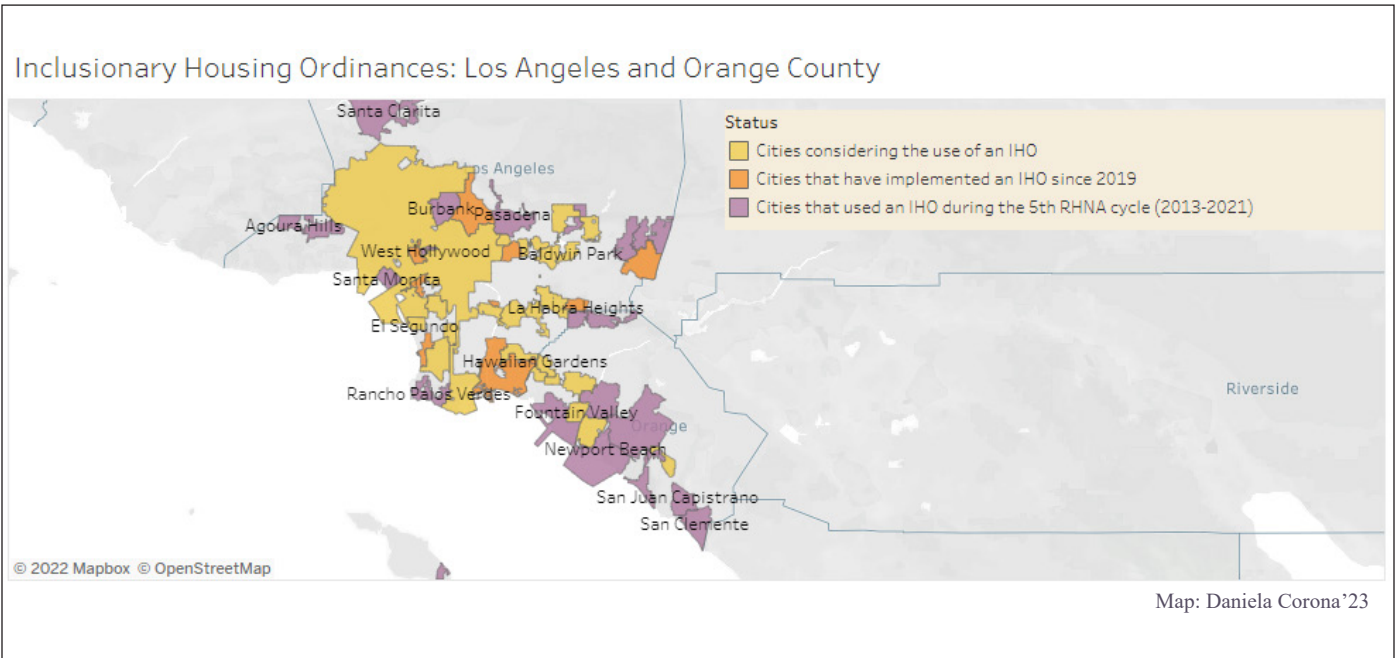 Inclusionary Housing Ordinances: Los Angeles and Orange County
Santa Clarita
Status
Cities considering the use of an IHO
Cities that have implemented an IHO since 2019
Cities that used an IHO during the 5th RHNA cycle (2013-2021)
Los Angeles
Burbank
Pasadena
Agoura Hills
West Hollywood
Baldwin Park
Santa Monica
La Habra Heights
El Segundo
Hawaiian Gardens
Rancho Palos Verdes
Riverside
Fountain Valley
Orange
Newport Beach
San Juan Capistrano
San Clemente
© 2022 Mapbox © OpenStreetMap
Map: Daniela Corona’23